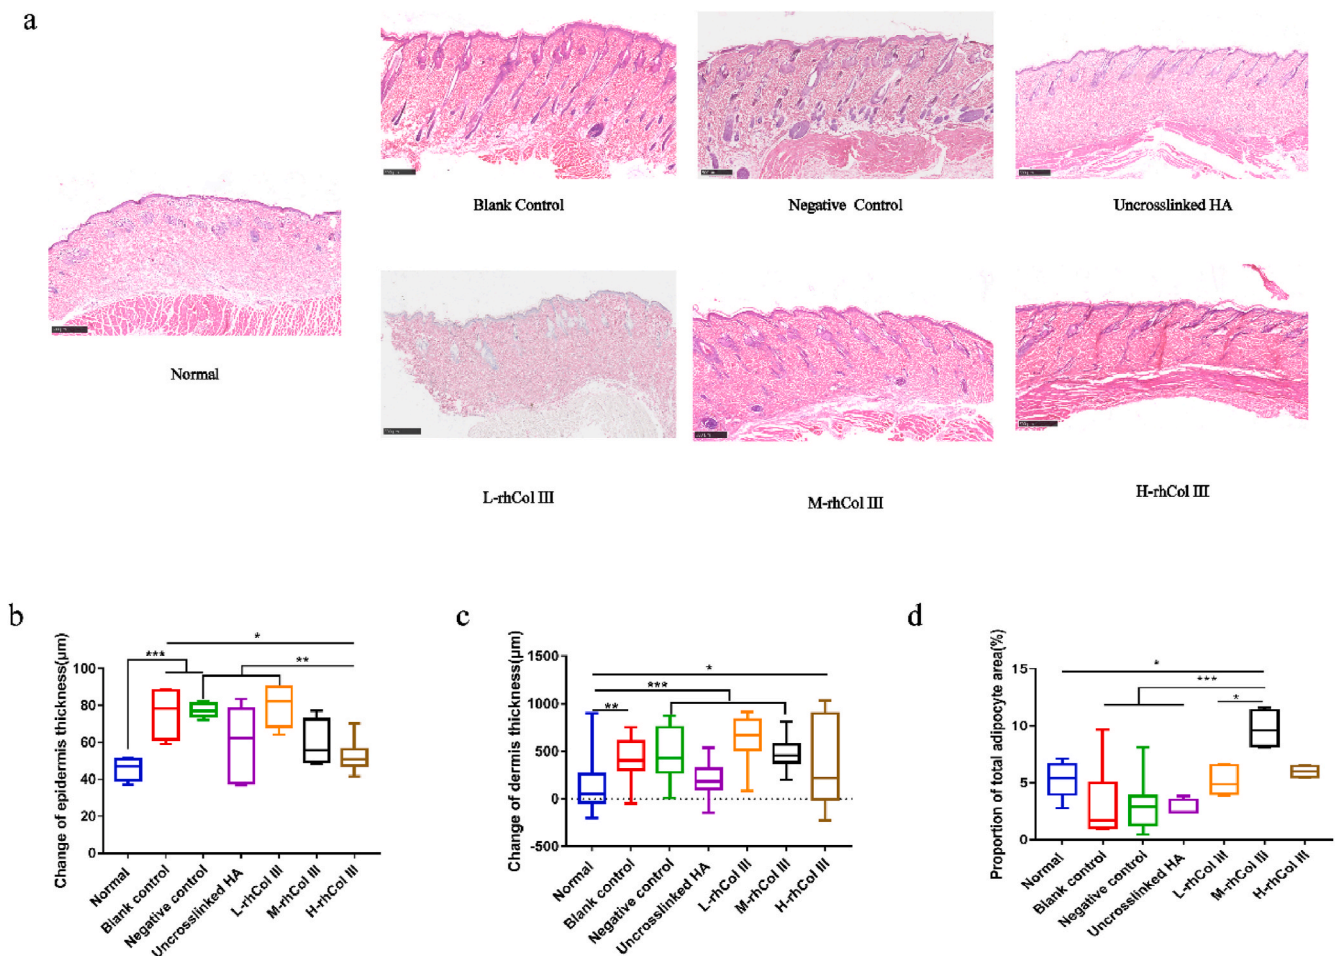 a
Blank Control
Negative Control
Uncrosslinked HA
Normal
L-rhCol III
M-rhCol III
H-rhCol III
b
Change of epidermis thickness(μm)
100
80
60
40
20
0
***
*
**
Normal
Blank control
Negative control
Uncrosslinked HA
L-rhCol III
M-rhCol III
H-rhCol III
c
Change of dermis thickness(μm)
1500
1000
500
0
-500
*
***
**
Normal
Blank control
Negative control
Uncrosslinked HA
L-rhCol III
M-rhCol III
H-rhCol III
d
Proportion of total adipocyte area(%)
15
10
5
0
*
***
*
Normal
Blank control
Negative control
Uncrosslinked HA
L-rhCol III
M-rhCol III
H-rhCol III